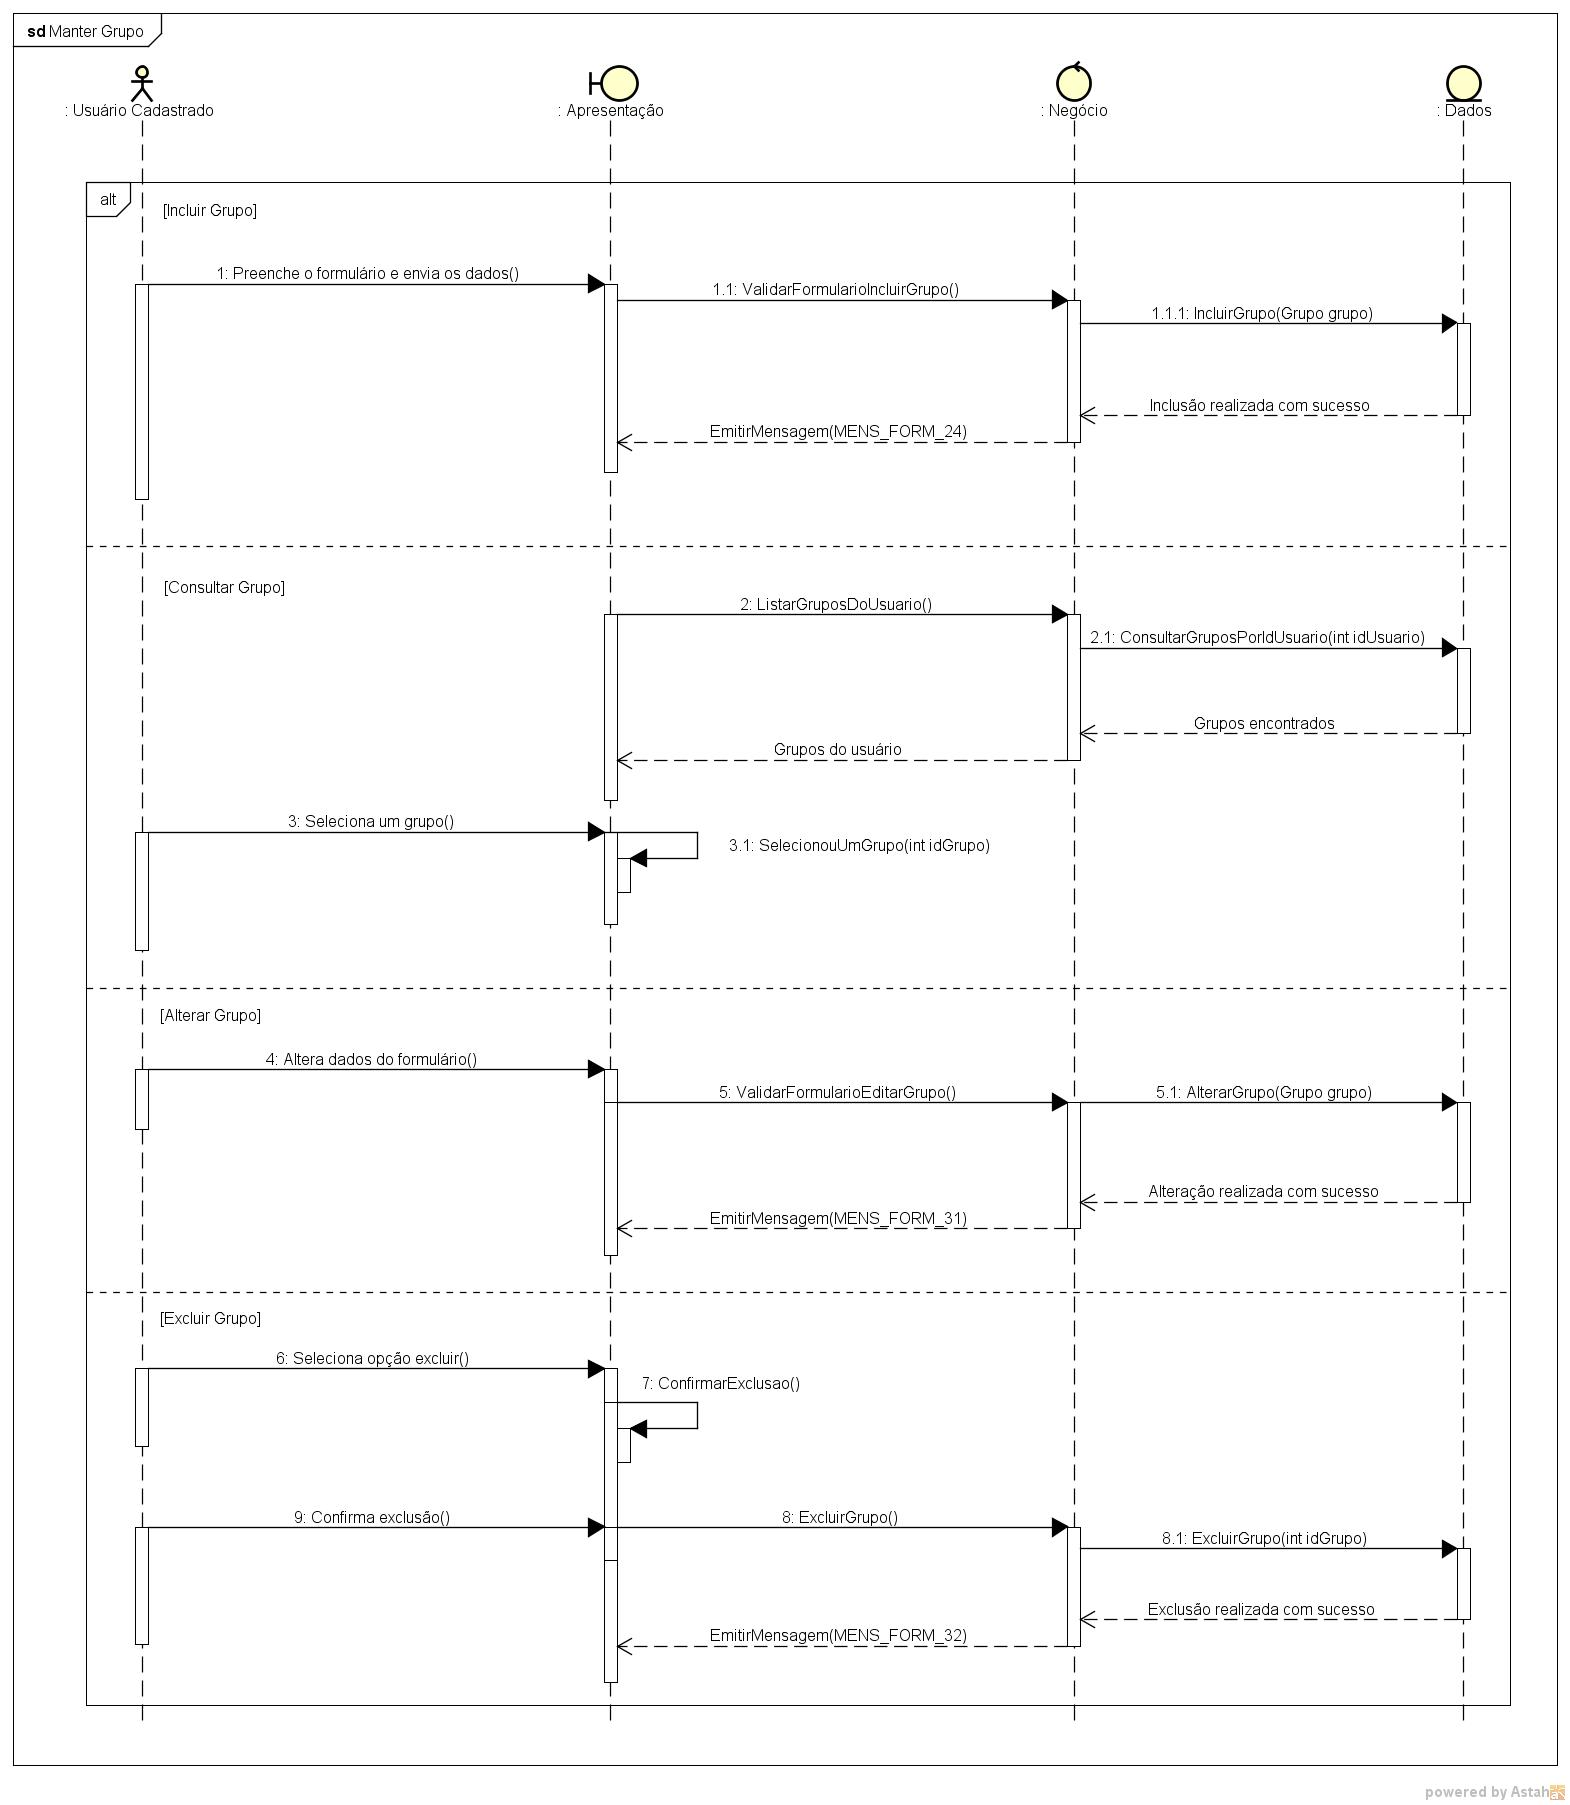 sd Manter Grupo
: Usuário Cadastrado
: Apresentação
: Negócio
: Dados
alt
[Incluir Grupo]
1: Preenche o formulário e envia os dados()
1.1: ValidarFormularioIncluirGrupo()
1.1.1: IncluirGrupo(Grupo grupo)
Inclusão realizada com sucesso
EmitirMensagem(MENS_FORM_24)
[Consultar Grupo]
2: ListarGruposDoUsuario()
2.1: ConsultarGruposPorIdUsuario(int idUsuario)
Grupos encontrados
Grupos do usuário
3: Seleciona um grupo()
3.1: SelecionouUmGrupo(int idGrupo)
[Alterar Grupo]
4: Altera dados do formulário()
5: ValidarFormularioEditarGrupo()
5.1: AlterarGrupo(Grupo grupo)
Alteração realizada com sucesso
EmitirMensagem(MENS_FORM_31)
[Excluir Grupo]
6: Seleciona opção excluir()
7: ConfirmarExclusao()
9: Confirma exclusão()
8: ExcluirGrupo()
8.1: ExcluirGrupo(int idGrupo)
Exclusão realizada com sucesso
EmitirMensagem(MENS_FORM_32)
powered by Astah